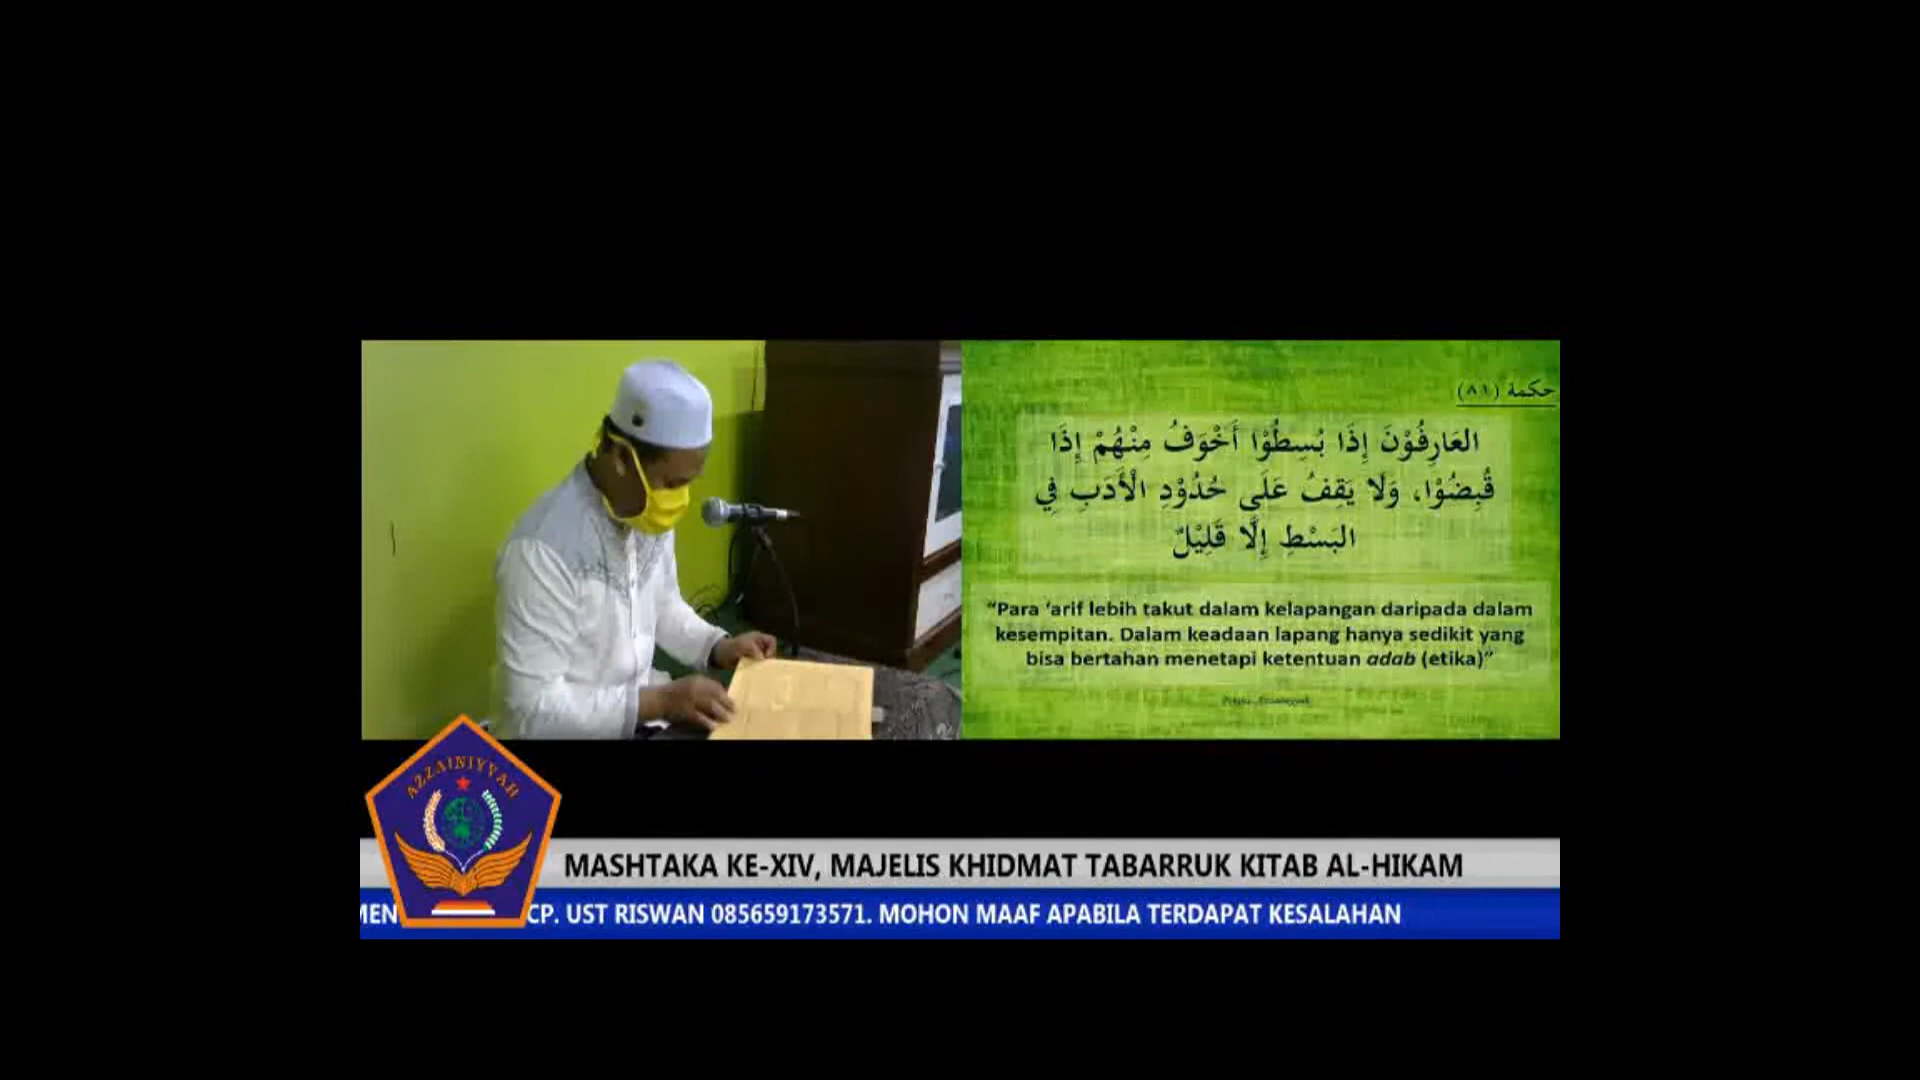 حكمة (٨١)
العَارِفُوْنَ إِذَا بُسِطُوْا أَخْوَفُ مِنْهُمْ إِذَا
قُبِضُوْا، وَلَا يَقِفُ عَلَى حُدُوْدِ الْأَدَبِ فِي
البَسْطِ إِلَّا قَلِيْلٌ
“Para ‘arif lebih takut dalam kelapangan daripada dalam
kesempitan. Dalam keadaan lapang hanya sedikit yang
bisa bertahan menetapi ketentuan adab (etika)”
AZZAINIYYAH
MASHTAKA KE-XIV, MAJELIS KHIDMAT TABARRUK KITAB AL-HIKAM
CP. UST RISWAN 085659173571. MOHON MAAF APABILA TERDAPAT KESALAHAN